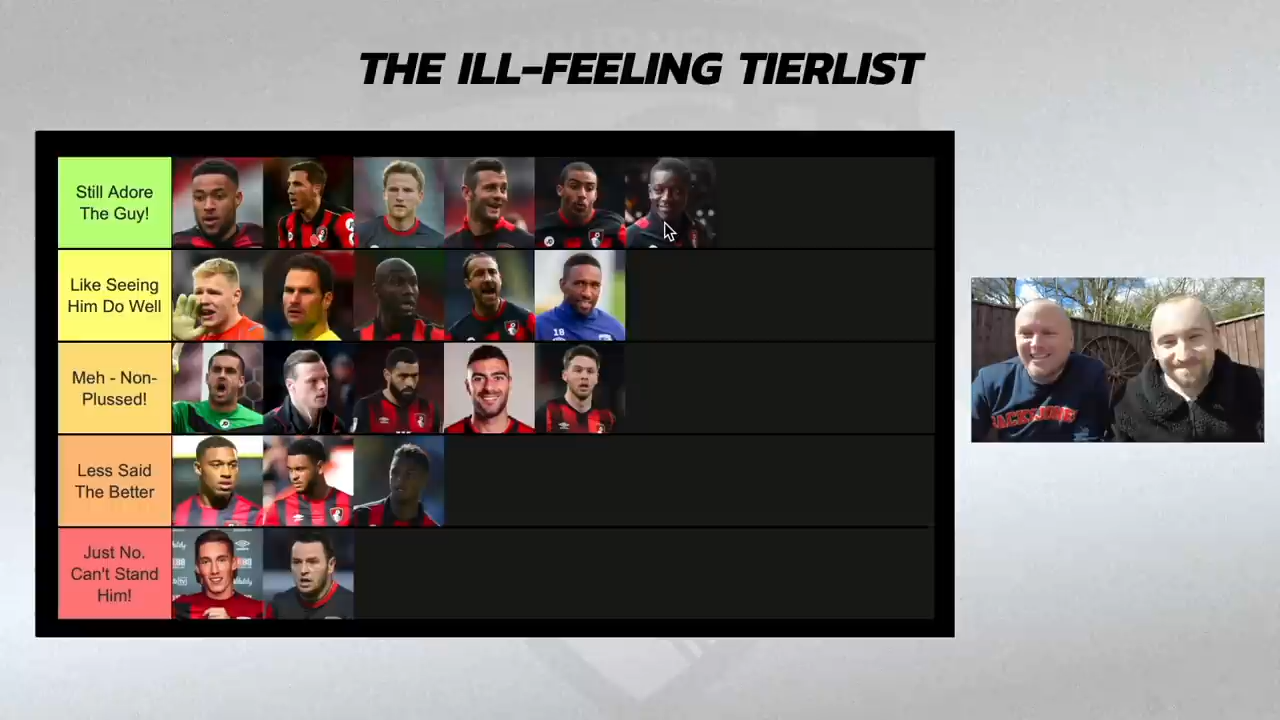 THE ILL-FEELING TIERLIST
Still Adore
The Guy!
Like Seeing
Him Do Well
18
Meh - Non-
Plussed!
Less Said
The Better
Just No.
Can't Stand
Him!